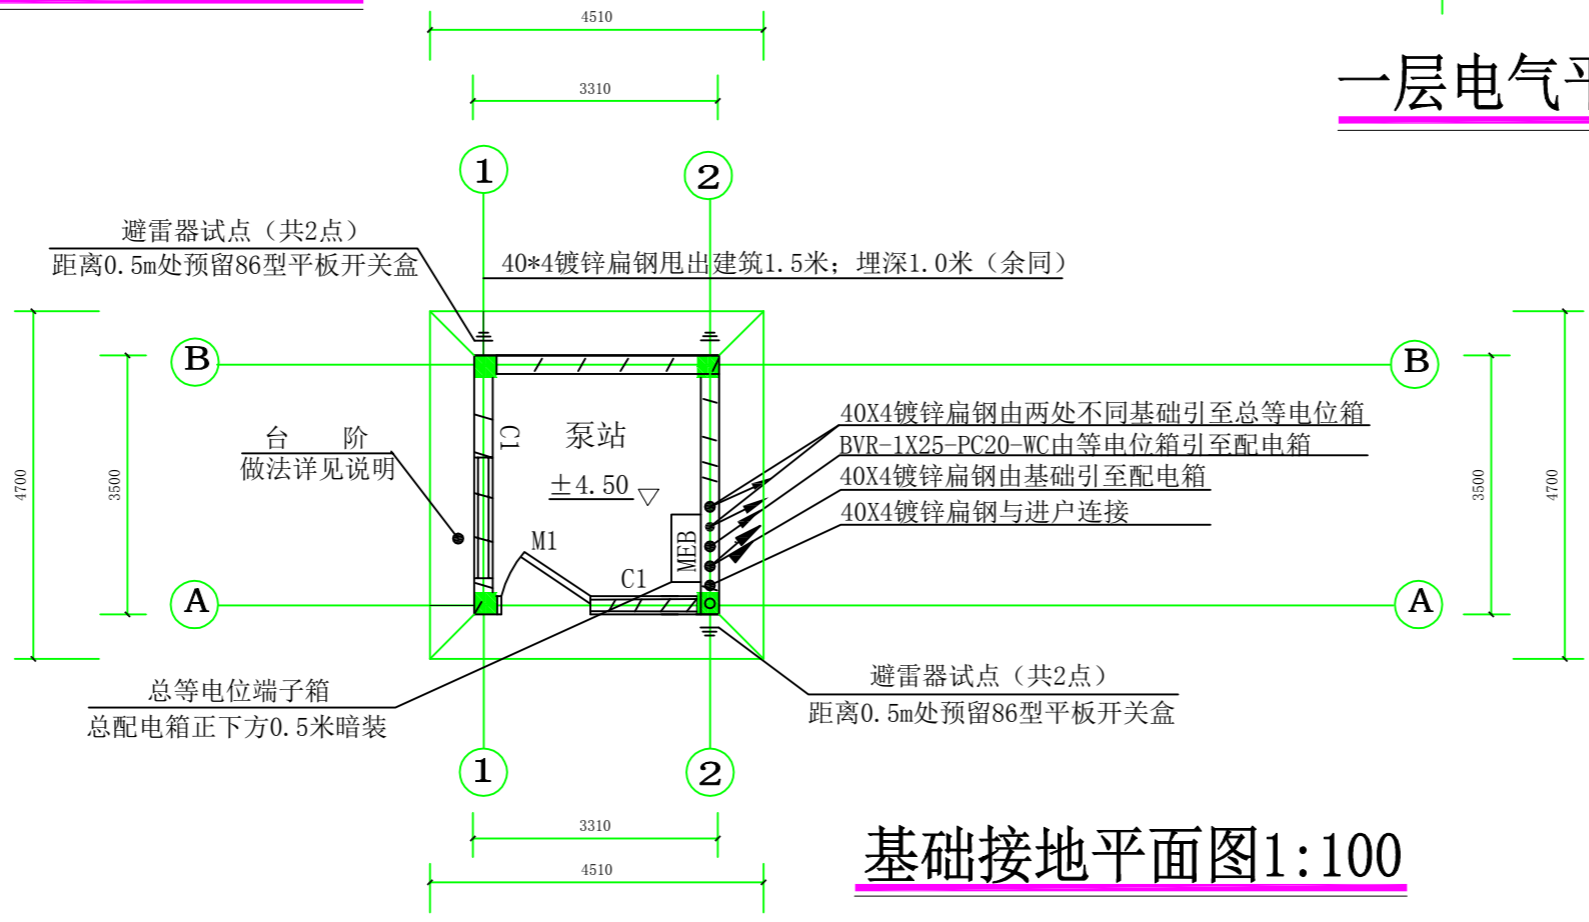 4510
3310
一层电气平
1
2
避雷器试点（共2点）
距离0.5m处预留86型平板开关盒
40*4镀锌扁钢甩出建筑1.5米；埋深1.0米（余同）
B
B
台 阶
做法详见说明
C1
泵站
±4.50
40X4镀锌扁钢由两处不同基础引至总等电位箱
BVR-1X25-PC20-WC由等电位箱引至配电箱
40X4镀锌扁钢由基础引至配电箱
40X4镀锌扁钢与进户连接
4700
3500
3500
4700
M1
C1
MEB
A
A
总等电位端子箱
总配电箱正下方0.5米暗装
避雷器试点（共2点）
距离0.5m处预留86型平板开关盒
1
2
3310
4510
基础接地平面图1:100